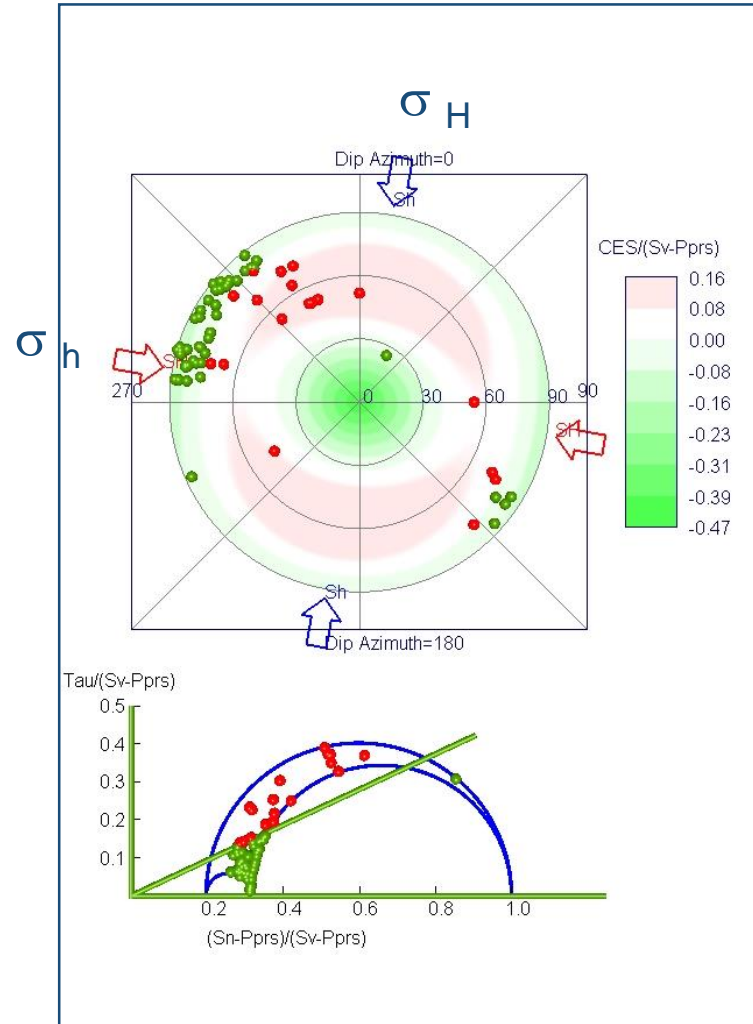 σ H
Dip Azimuth=0
Sh
CES/(Sv-Pprs)
0.16
0.08
0.00
-0.08
-0.16
-0.23
-0.31
-0.39
-0.47
σ h
270
0 30 60 90 90
Sh
Dip Azimuth=180
Tau/(Sv-Pprs)
0.5
0.4
0.3
0.2
0.1
0.2 0.4 0.6 0.8 1.0
(Sn-Pprs)/(Sv-Pprs)